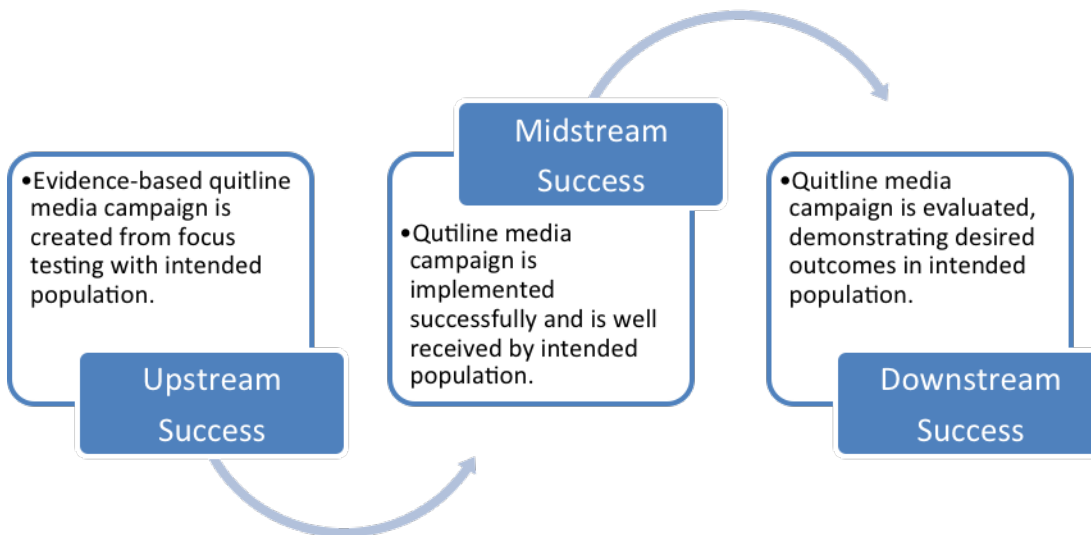 •Evidence-based quitline
media campaign is
created from focus
testing with intended
population.
Upstream
Success
Midstream
Success
•Qutiline media
campaign is
implemented
successfully and is well
received by intended
population.
•Quitline media
campaign is evaluated,
demonstrating desired
outcomes in intended
population.
Downstream
Success